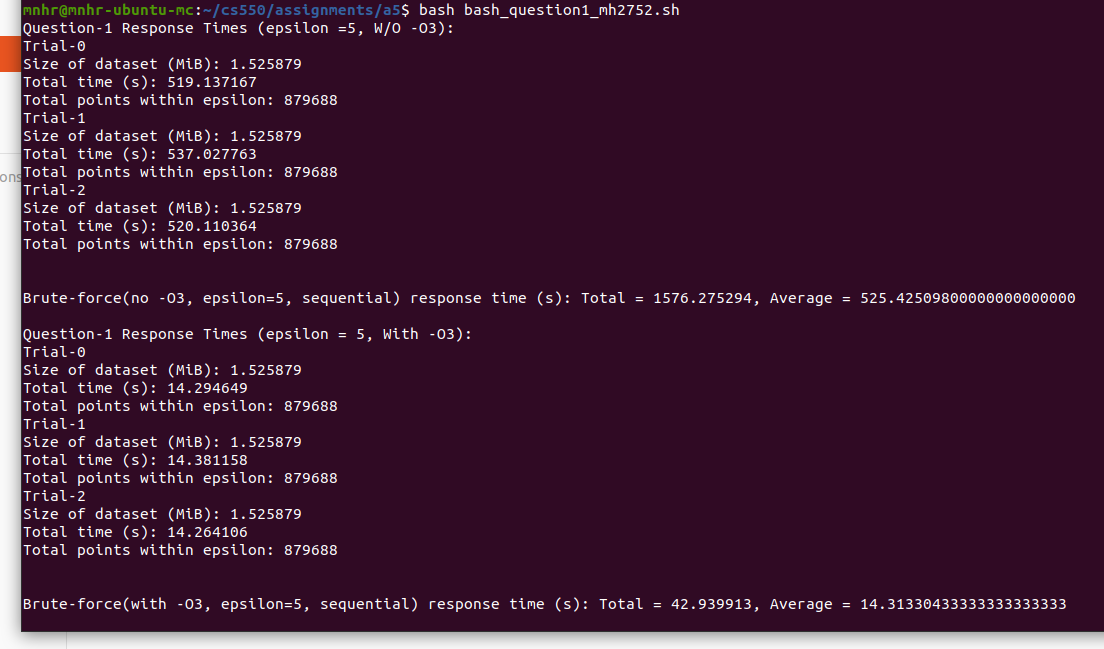 mnhr@mnhr-ubuntu-mc:~/cs550/assignments/a5$ bash bash_question1_mh2752.sh
Question-1 Response Times (epsilon =5, W/O -O3):
Trial-0
Size of dataset (MiB): 1.525879
Total time (s): 519.137167
Total points within epsilon: 879688
Trial-1
Size of dataset (MiB): 1.525879
Total time (s): 537.027763
Total points within epsilon: 879688
ons
Trial-2
Size of dataset (MiB): 1.525879
Total time (s): 520.110364
Total points within epsilon: 879688
Brute-force(no -O3, epsilon=5, sequential) response time (s): Total = 1576.275294, Average = 525.42509800000000000000
Question-1 Response Times (epsilon = 5, With -O3):
Trial-0
Size of dataset (MiB): 1.525879
Total time (s): 14.294649
Total points within epsilon: 879688
Trial-1
Size of dataset (MiB): 1.525879
Total time (s): 14.381158
Total points within epsilon: 879688
Trial-2
Size of dataset (MiB): 1.525879
Total time (s): 14.264106
Total points within epsilon: 879688
Brute-force(with -O3, epsilon=5, sequential) response time (s): Total = 42.939913, Average = 14.31330433333333333333